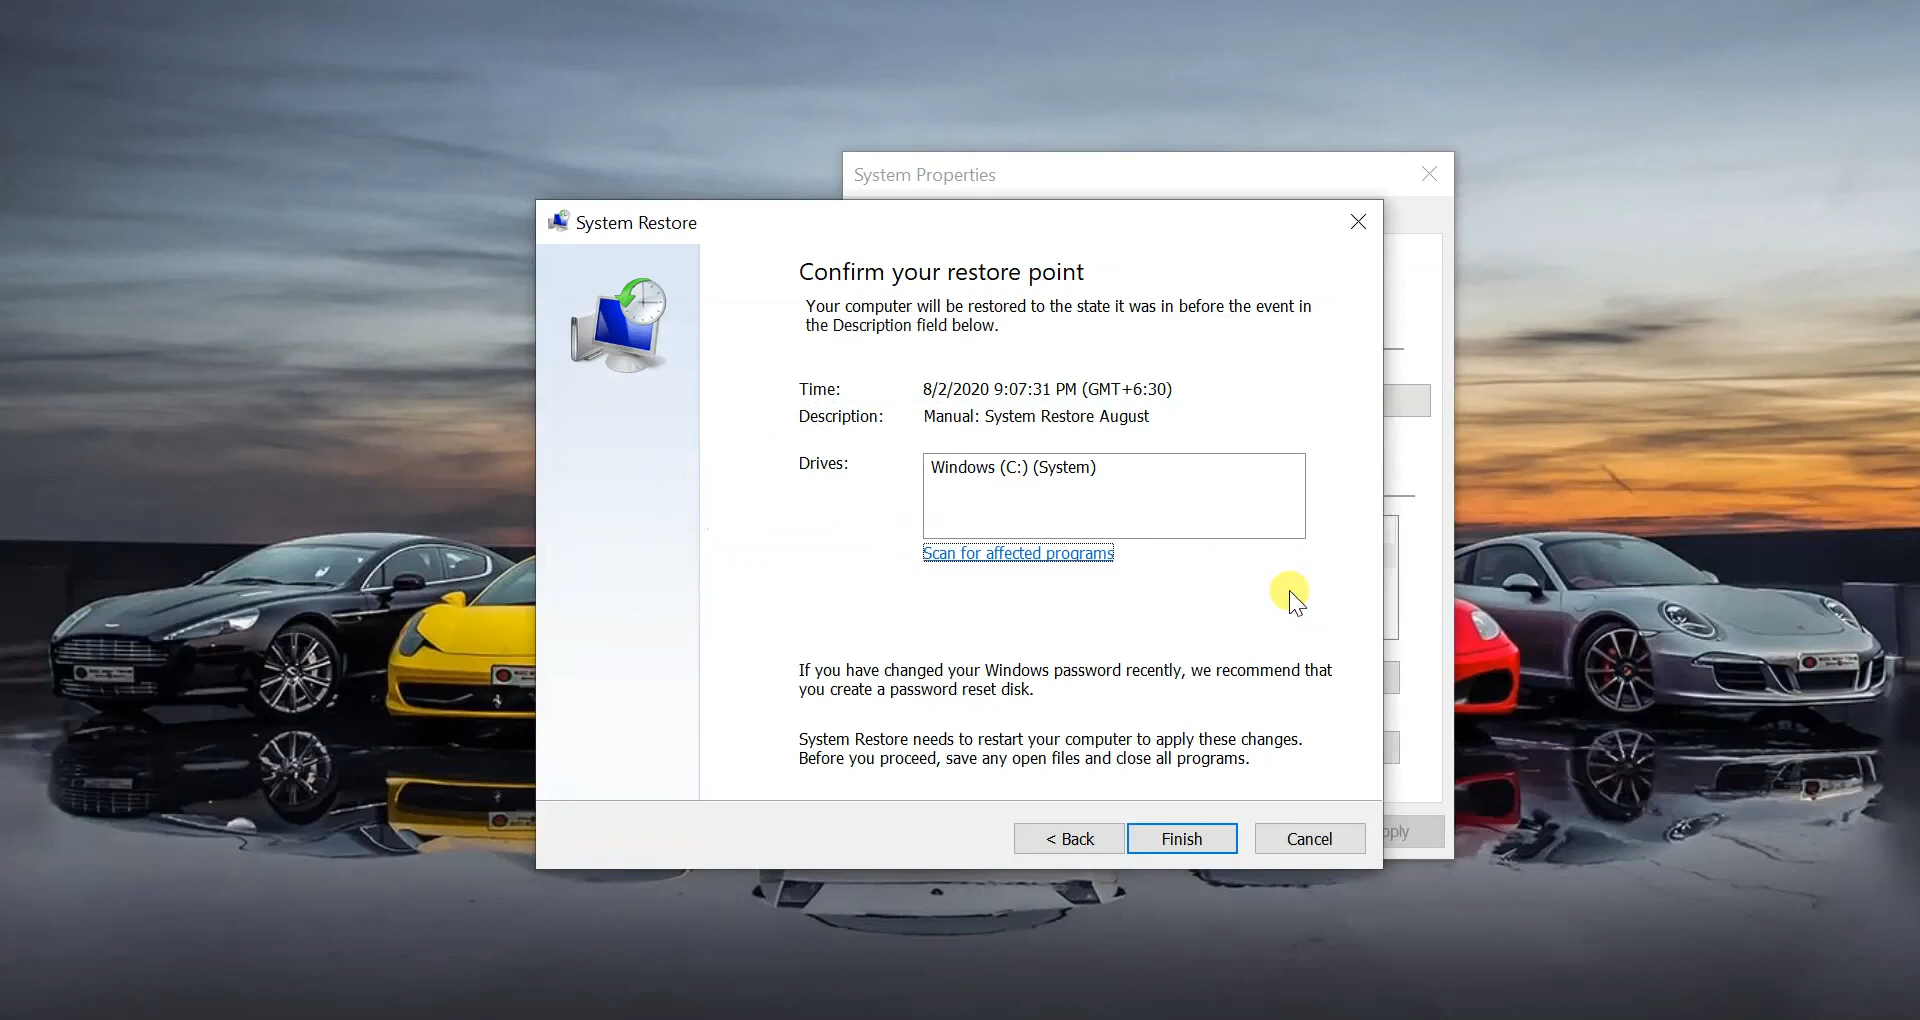 System Properties
System Restore
Confirm your restore point
Your computer will be restored to the state it was in before the event in
the Description field below.
Time: 8/2/2020 9:07:31 PM (GMT+6:30)
Description: Manual: System Restore August
Drives: Windows (C:) (System)
Scan for affected programs
If you have changed your Windows password recently, we recommend that
you create a password reset disk.
System Restore needs to restart your computer to apply these changes.
Before you proceed, save any open files and close all programs.
< Back Finish Cancel pply